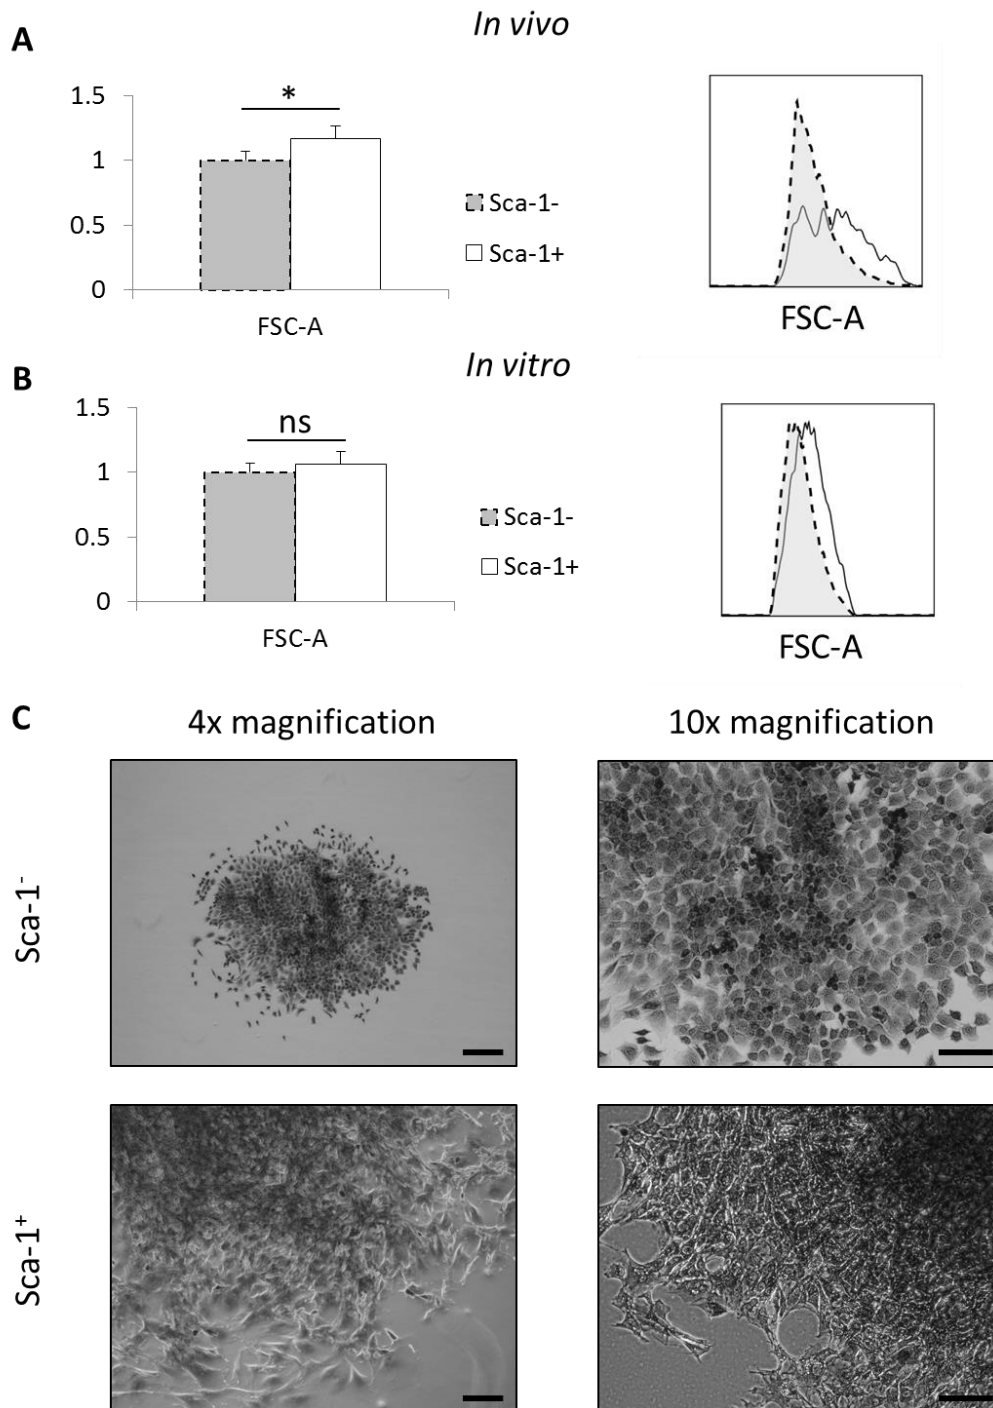 In vivo
A
1.5
1
0.5
0
*
FSC-A
Sca-1-
Sca-1+
FSC-A
In vitro
B
1.5
1
0.5
0
ns
FSC-A
Sca-1-
Sca-1+
FSC-A
C
4x magnification
10x magnification
Sca-1⁻
Sca-1⁺